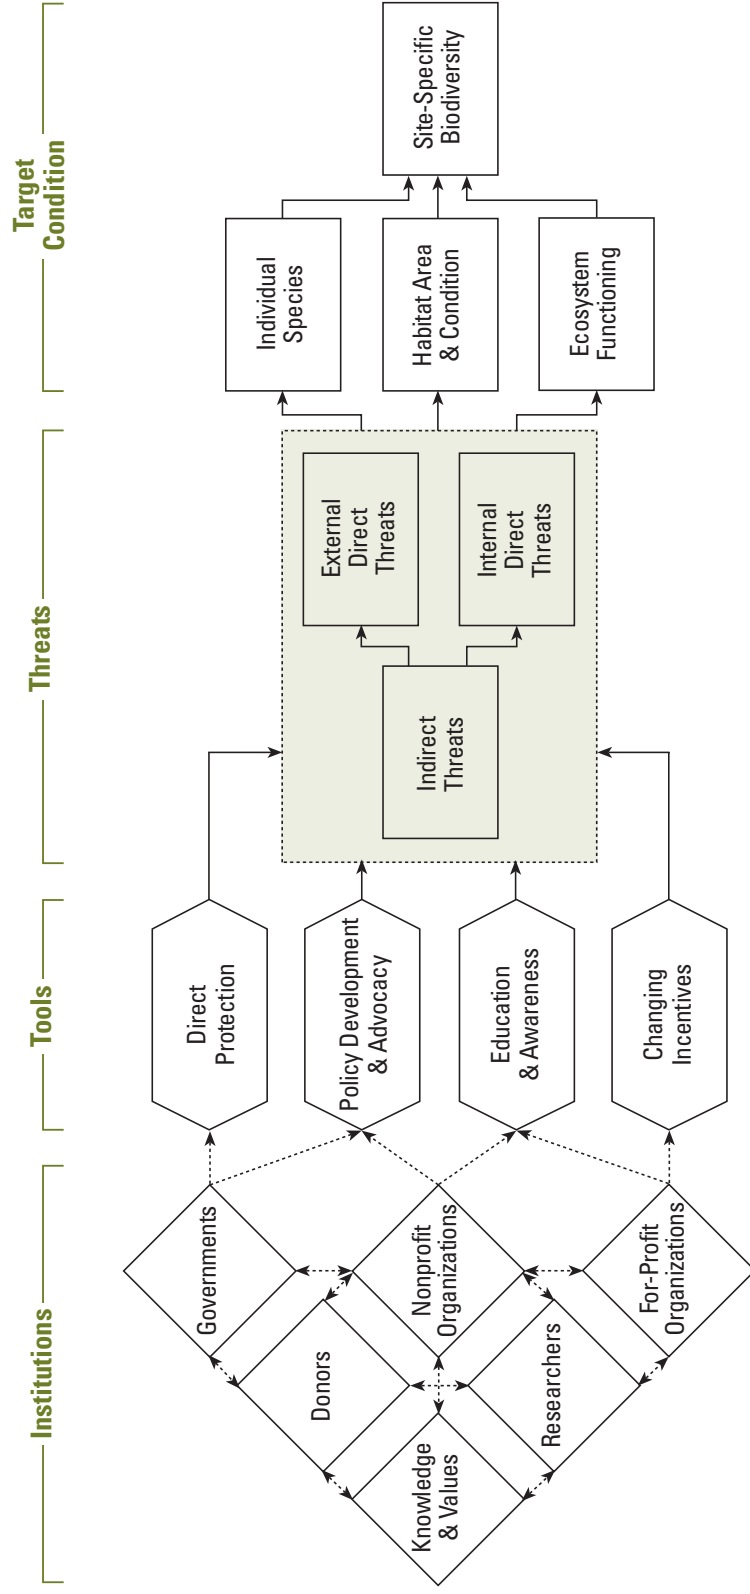 Institutions
Tools
Threats
Target
Condition
Governments
Donors
Knowledge
& Values
Nonprofit
Organizations
Researchers
For-Profit
Organizations
Direct
Protection
Policy Development
& Advocacy
Education
& Awareness
Changing
Incentives
Indirect
Threats
External
Direct
Threats
Internal
Direct
Threats
Individual
Species
Habitat Area
& Condition
Ecosystem
Functioning
Site-Specific
Biodiversity